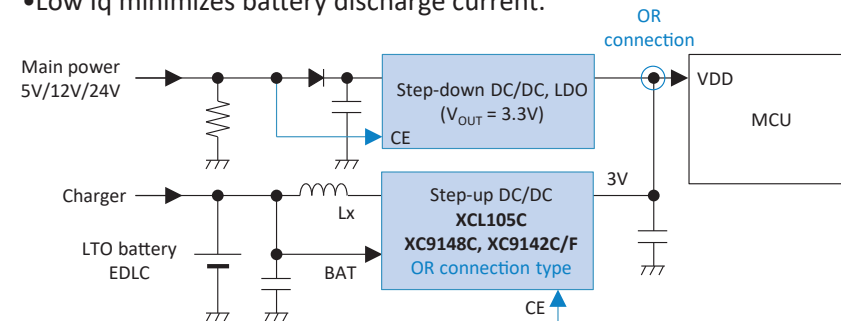 •Low Iq minimizes battery discharge current.
OR
connection
Main power
5V/12V/24V
Step-down DC/DC, LDO
(VOUT = 3.3V)
CE
VDD
MCU
Charger
Lx
Step-up DC/DC
XCL105C
XC9148C, XC9142C/F
OR connection type
3V
LTO battery
EDLC
BAT
CE